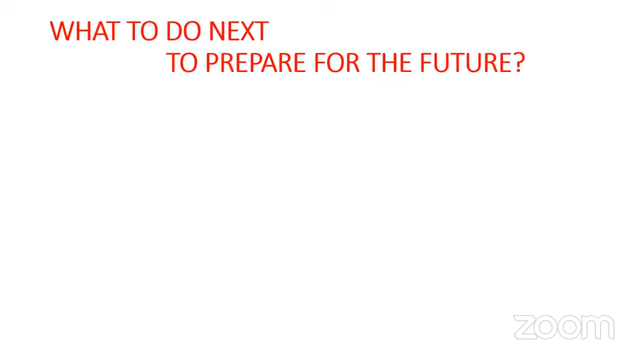 WHAT TO DO NEXT
TO PREPARE FOR THE FUTURE?
zoom